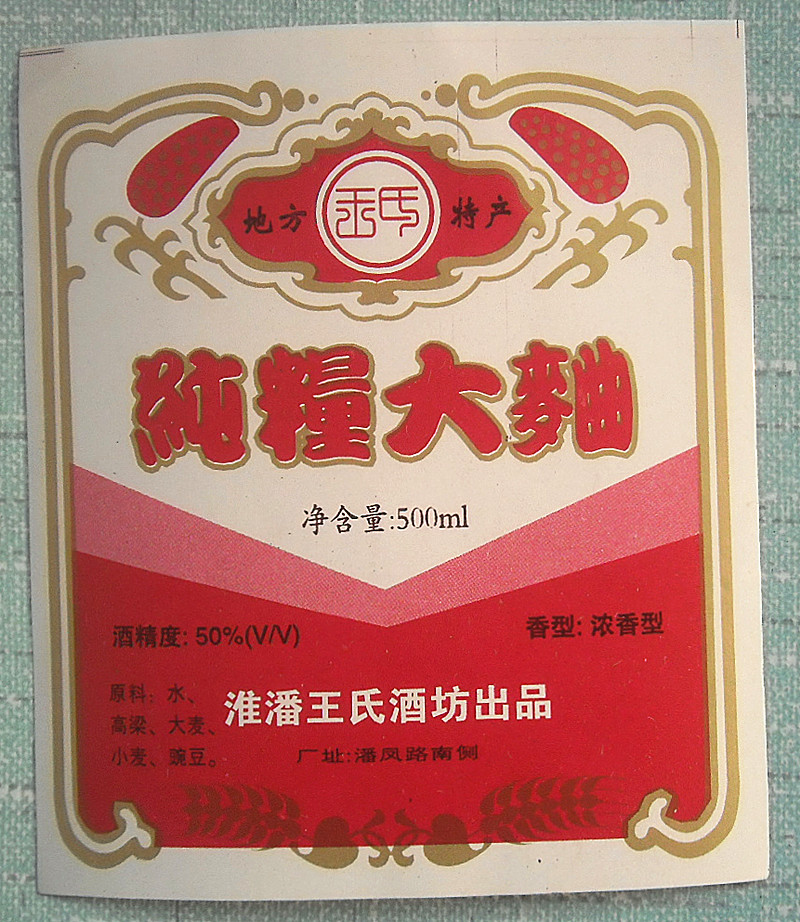 地方 王氏 特产
純糧大麯
净含量:500ml
酒精度: 50%(V/V) 香型: 浓香型
原料: 水、
高梁、大麦、
小麦、豌豆。
淮潘王氏酒坊出品
厂址:潘凤路南侧